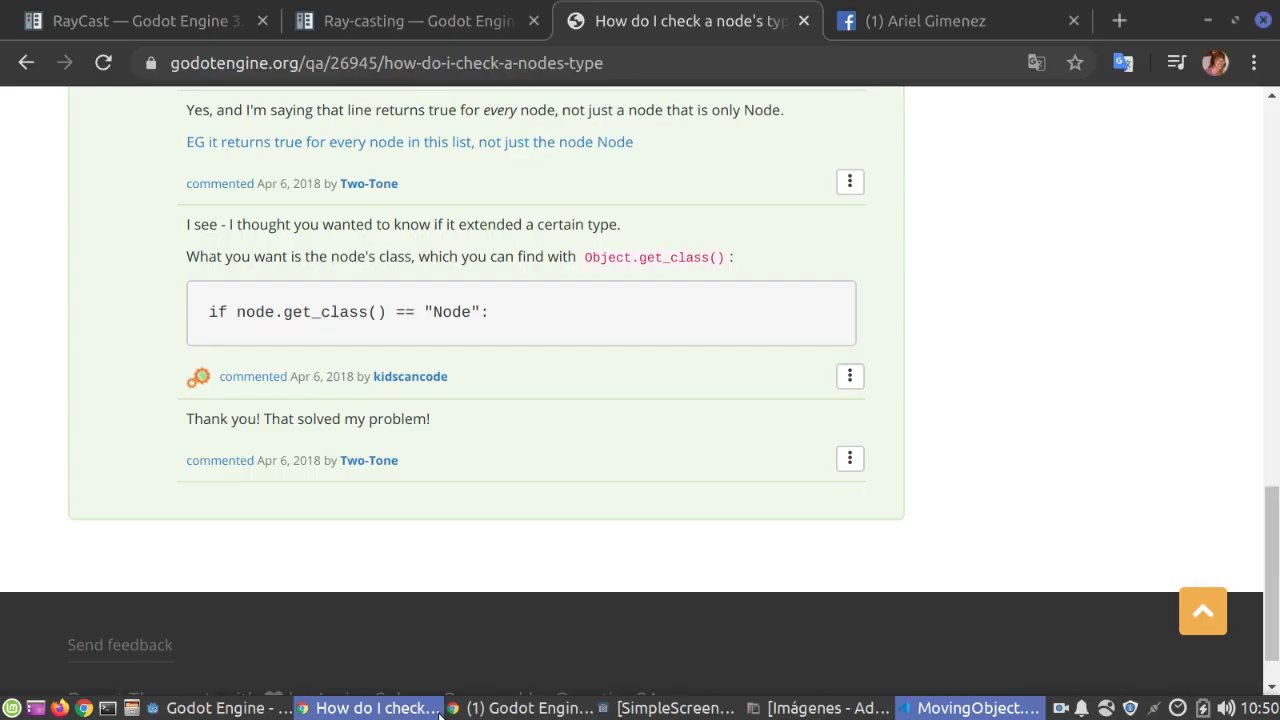 RayCast — Godot Engine 3
Ray-casting — Godot Engin
How do I check a node's typ
(1) Ariel Gimenez
godotengine.org/qa/26945/how-do-i-check-a-nodes-type
Yes, and I'm saying that line returns true for every node, not just a node that is only Node.
EG it returns true for every node in this list, not just the node Node
commented Apr 6, 2018 by Two-Tone
I see - I thought you wanted to know if it extended a certain type.
What you want is the node's class, which you can find with Object.get_class() :
if node.get_class() == "Node":
commented Apr 6, 2018 by kidscancode
Thank you! That solved my problem!
commented Apr 6, 2018 by Two-Tone
Send feedback
Godot Engine - ...
How do I check...
(1) Godot Engin...
[SimpleScreen...
[Imágenes - Ad...
MovingObject....
10:50